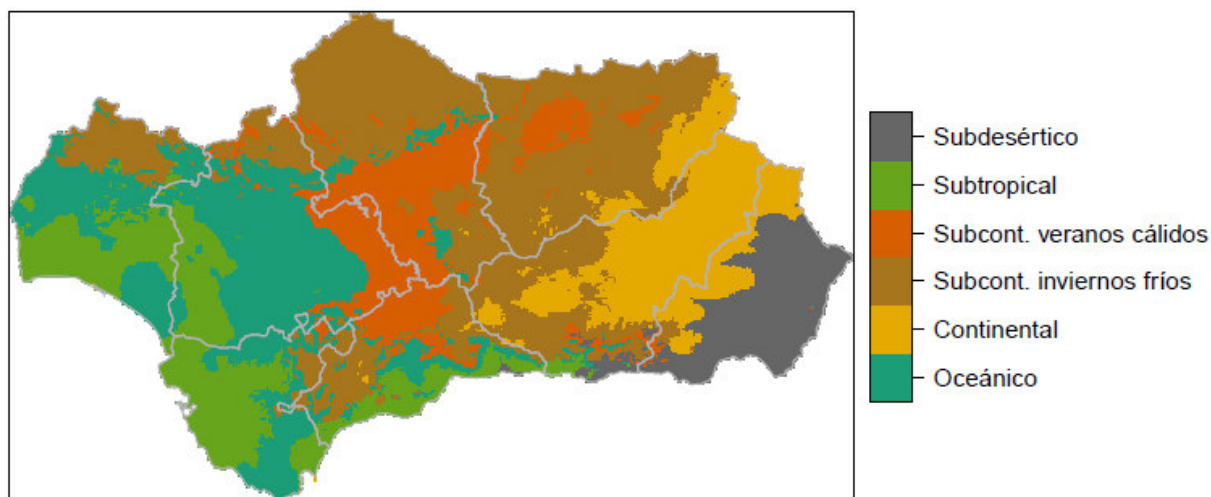 Subdesértico
Subtropical
Subcont. veranos cálidos
Subcont. inviernos fríos
Continental
Oceánico